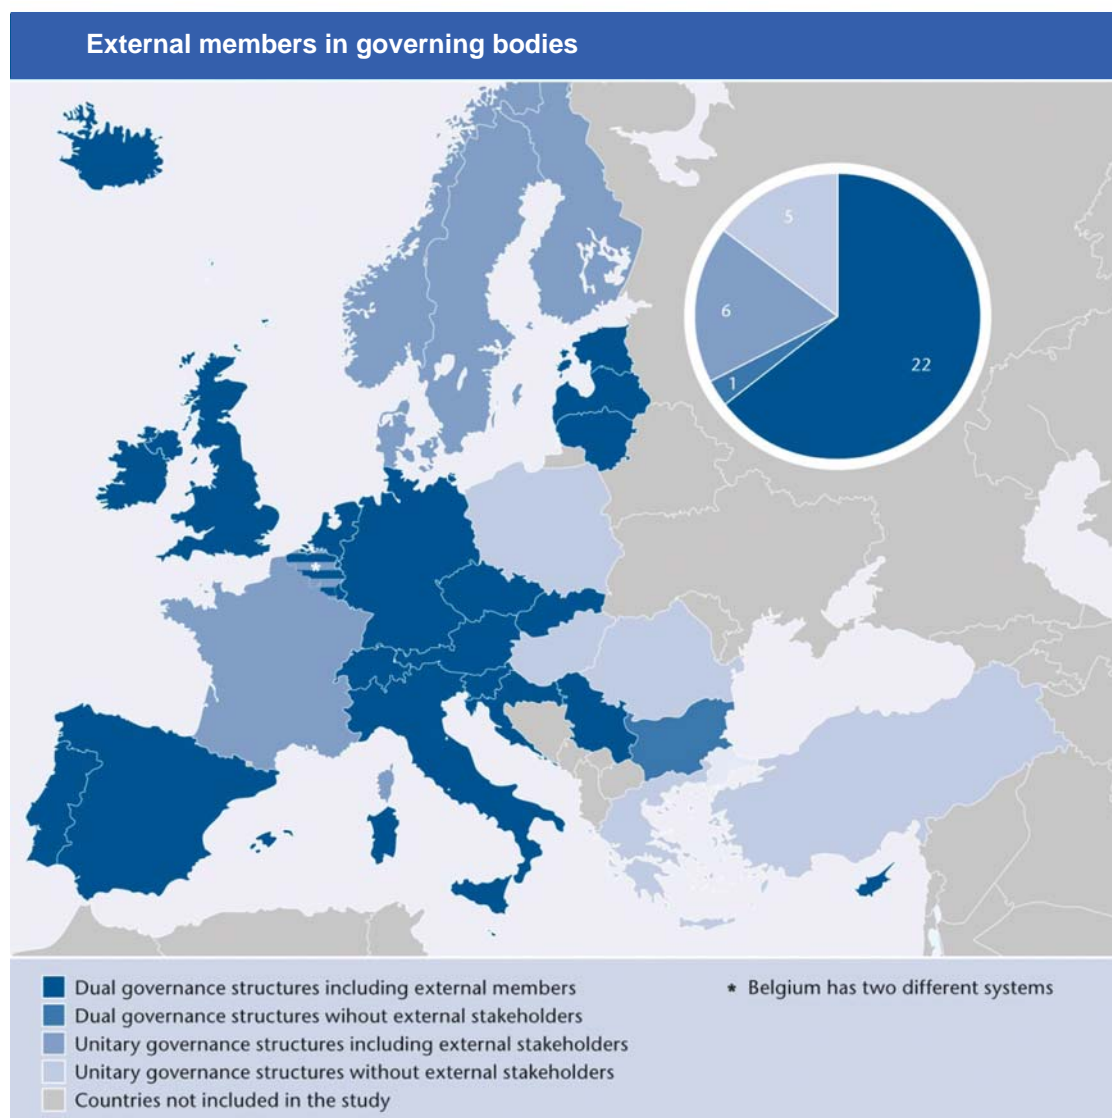 External members in governing bodies
5
6
1
22
*
Dual governance structures including external members
* Belgium has two different systems
Dual governance structures wihout external stakeholders
Unitary governance structures including external stakeholders
Unitary governance structures without external stakeholders
Countries not included in the study